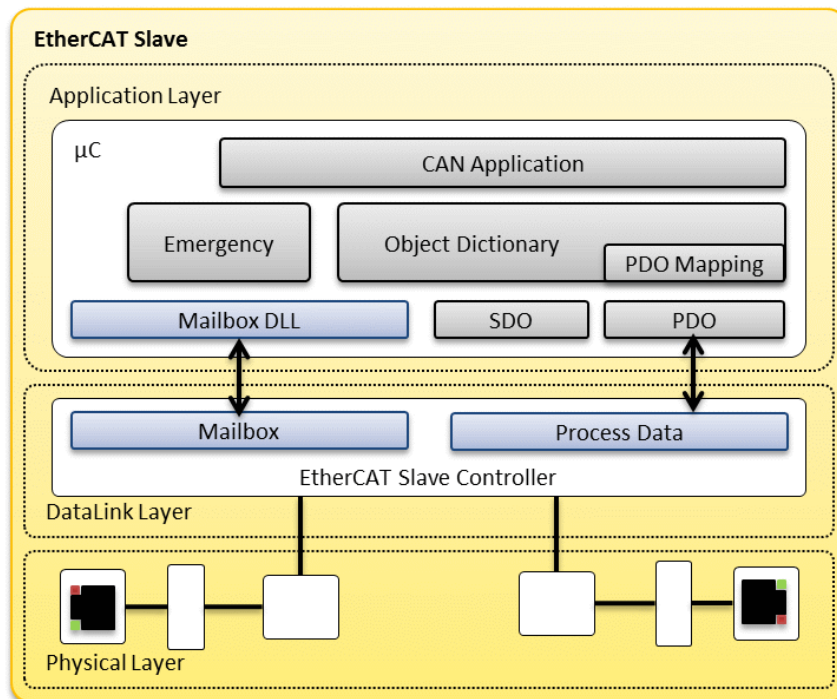 EtherCAT Slave
Application Layer
µC
CAN Application
Emergency
Object Dictionary
PDO Mapping
Mailbox DLL
SDO
PDO
Mailbox
Process Data
EtherCAT Slave Controller
DataLink Layer
Physical Layer